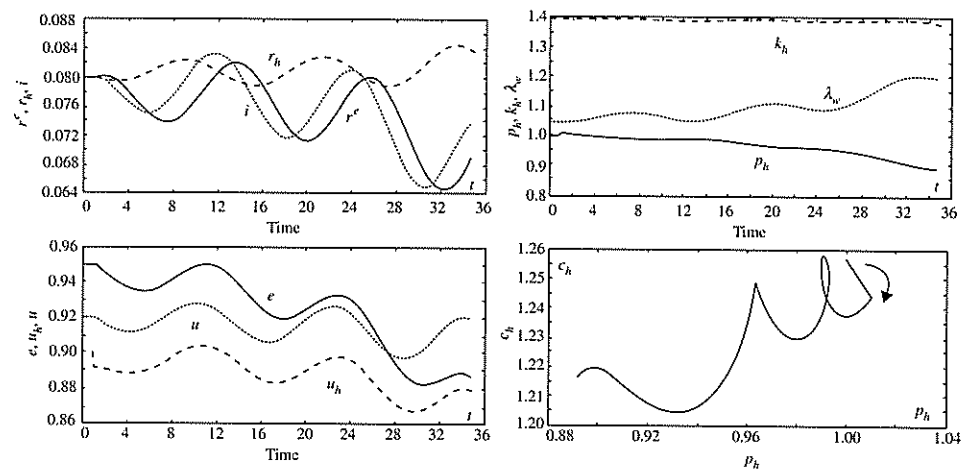 0.088
0.084
0.080
0.076
0.072
0.068
0.064
r^e, r_h, i
r_h
i
r^e
t
0 4 8 12 16 20 24 28 32 36
Time
1.4
1.3
1.2
1.1
1.0
0.9
0.8
p_h, k_h, λ_w
k_h
λ_w
p_h
t
0 4 8 12 16 20 24 28 32 36
Time
0.96
0.94
0.92
0.90
0.88
0.86
e, u_h, u
e
u
u_h
t
0 4 8 12 16 20 24 28 32 36
Time
1.26
1.25
1.24
1.23
1.22
1.21
1.20
c_h
c_h
p_h
0.88 0.92 0.96 1.00 1.04
p_h